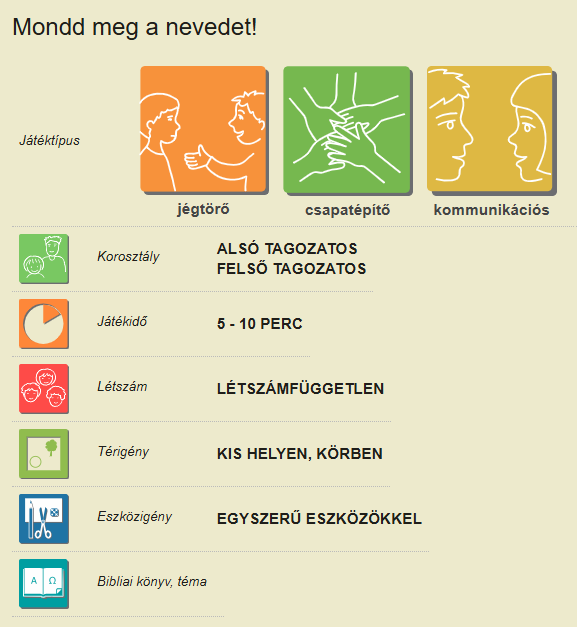 Mondd meg a nevedet!
Játéktípus
jégtörő
csapatépítő
kommunikációs
Korosztály
ALSÓ TAGOZATOS
FELSŐ TAGOZATOS
Játékidő
5 - 10 PERC
Létszám
LÉTSZÁMFÜGGETLEN
Térigény
KIS HELYEN, KÖRBEN
Eszközigény
EGYSZERŰ ESZKÖZÖKKEL
A Ω
Bibliai könyv, téma